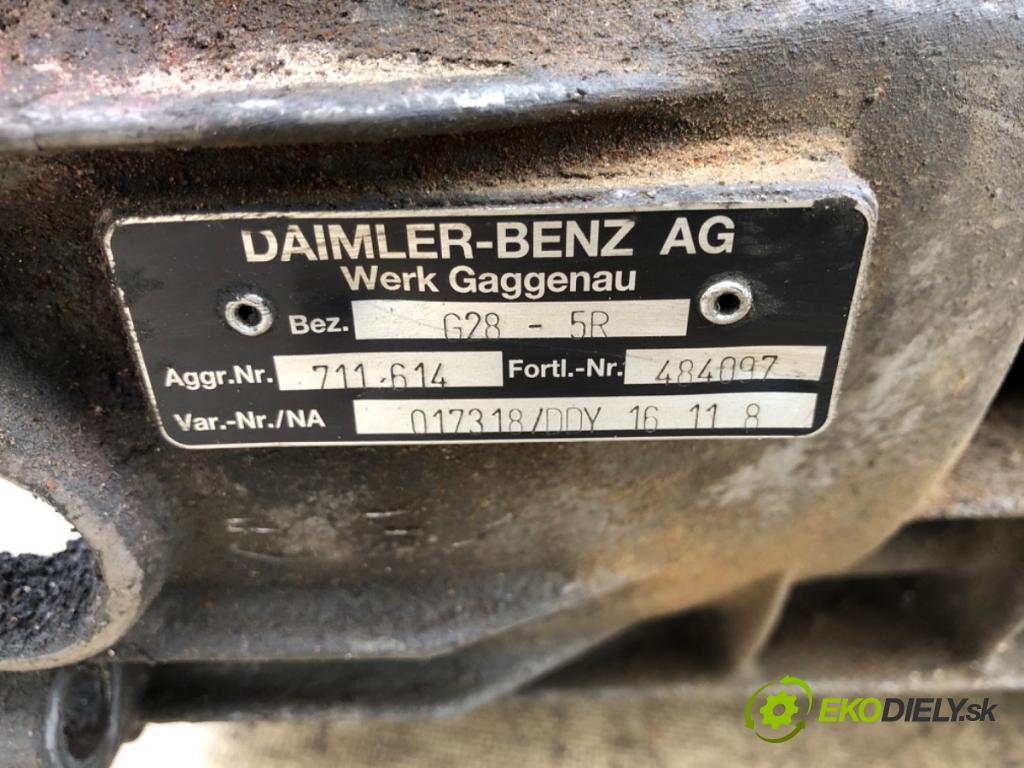 DAIMLER-BENZ AG
Werk Gaggenau
Bez. G28 - 5R
Aggr.Nr. 711.614 Fortl.-Nr. 484097
Var.-Nr./NA 017318/DDY 16 11 8
EKODIELY.sk